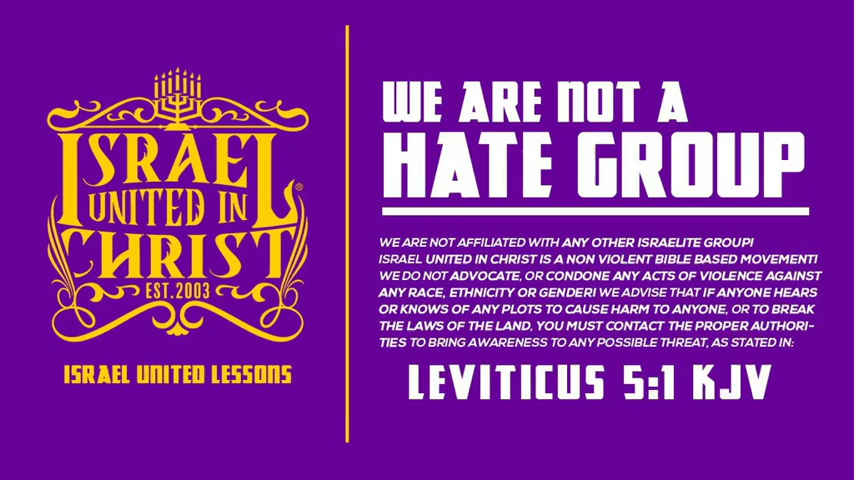 ISRAEL
UNITED IN
CHRIST
®
EST. 2003
ISRAEL UNITED LESSONS
WE ARE NOT A
HATE GROUP
WE ARE NOT AFFILIATED WITH ANY OTHER ISRAELITE GROUP!
ISRAEL UNITED IN CHRIST IS A NON VIOLENT BIBLE BASED MOVEMENT!
WE DO NOT ADVOCATE, OR CONDONE ANY ACTS OF VIOLENCE AGAINST
ANY RACE, ETHNICITY OR GENDER! WE ADVISE THAT IF ANYONE HEARS
OR KNOWS OF ANY PLOTS TO CAUSE HARM TO ANYONE, OR TO BREAK
THE LAWS OF THE LAND, YOU MUST CONTACT THE PROPER AUTHORI-
TIES TO BRING AWARENESS TO ANY POSSIBLE THREAT, AS STATED IN:
LEVITICUS 5:1 KJV